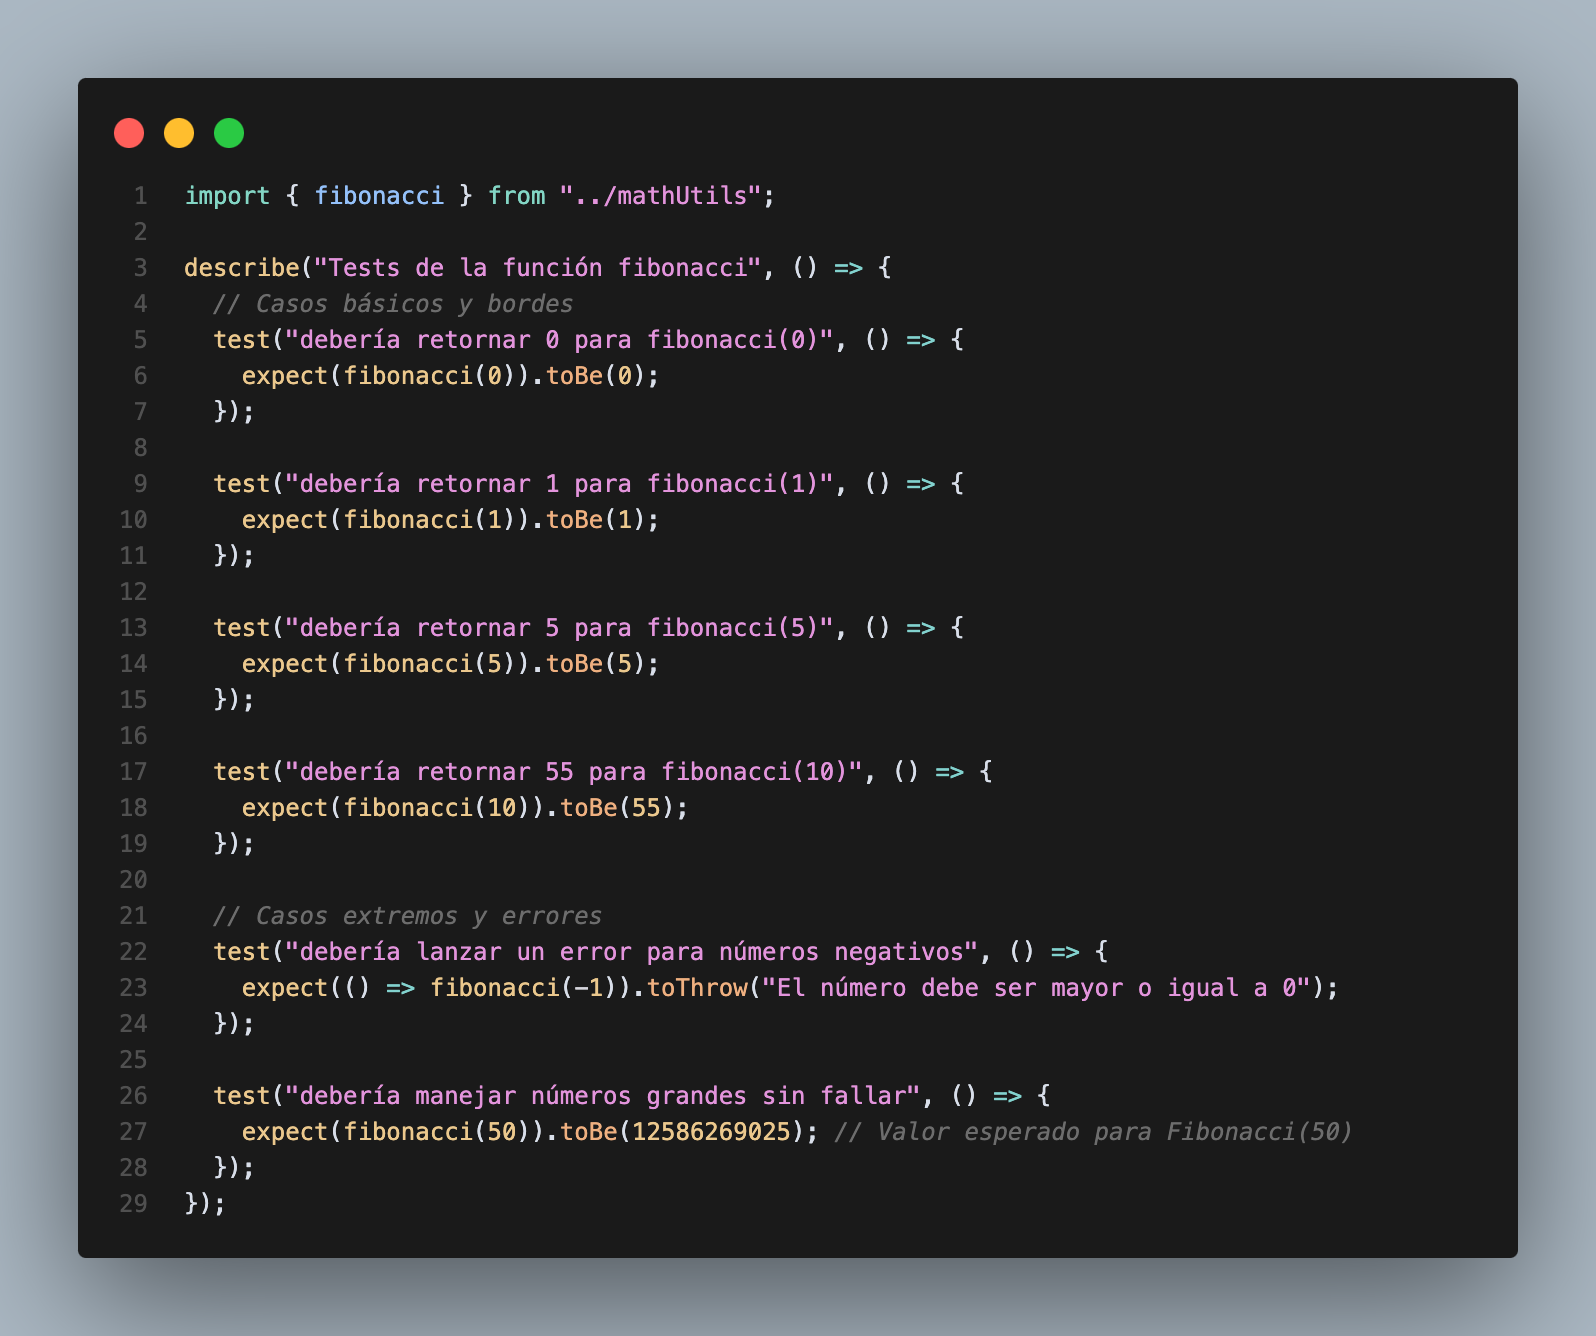 1 import { fibonacci } from "../mathUtils";
2
3 describe("Tests de la función fibonacci", () => {
4   // Casos básicos y bordes
5   test("debería retornar 0 para fibonacci(0)", () => {
6     expect(fibonacci(0)).toBe(0);
7   });
8
9   test("debería retornar 1 para fibonacci(1)", () => {
10     expect(fibonacci(1)).toBe(1);
11   });
12
13   test("debería retornar 5 para fibonacci(5)", () => {
14     expect(fibonacci(5)).toBe(5);
15   });
16
17   test("debería retornar 55 para fibonacci(10)", () => {
18     expect(fibonacci(10)).toBe(55);
19   });
20
21   // Casos extremos y errores
22   test("debería lanzar un error para números negativos", () => {
23     expect(() => fibonacci(-1)).toThrow("El número debe ser mayor o igual a 0");
24   });
25
26   test("debería manejar números grandes sin fallar", () => {
27     expect(fibonacci(50)).toBe(12586269025); // Valor esperado para Fibonacci(50)
28   });
29 });